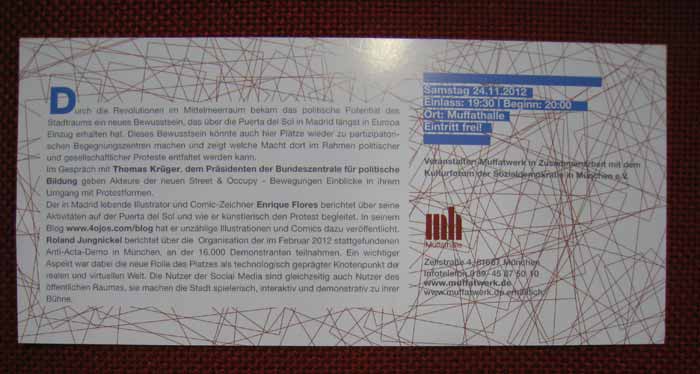 Durch die Revolutionen im Mittelmeerraum bekam das politische Potential des
Stadtraums ein neues Bewusstsein, das über die Puerta del Sol in Madrid längst in Europa
Einzug erhalten hat. Dieses Bewusstsein könnte auch hier Plätze wieder zu partizipatori-
schen Begegnungszentren machen und zeigt welche Macht dort im Rahmen politischer
und gesellschaftlicher Proteste entfaltet werden kann.
Im Gespräch mit Thomas Krüger, dem Präsidenten der Bundeszentrale für politische
Bildung geben Akteure der neuen Street & Occupy - Bewegungen Einblicke in ihrem
Umgang mit Protestformen.
Der in Madrid lebende Illustrator und Comic-Zeichner Enrique Flores berichtet über seine
Aktivitäten auf der Puerta del Sol und wie er künstlerisch den Protest begleitet. In seinem
Blog www.4ojos.com/blog hat er unzählige Illustrationen und Comics dazu veröffentlicht.
Roland Jungnickel berichtet über die Organisation der im Februar 2012 stattgefundenen
Anti-Acta-Demo in München, an der 16.000 Demonstranten teilnahmen. Ein wichtiger
Aspekt war dabei die neue Rolle des Platzes als technologisch geprägter Knotenpunkt der
realen und virtuellen Welt. Die Nutzer der Social Media sind gleichzeitig auch Nutzer des
öffentlichen Raumes, sie machen die Stadt spielerisch, interaktiv und demonstrativ zu ihrer
Bühne.
Samstag 24.11.2012
Einlass: 19:30 | Beginn: 20:00
Ort: Muffathalle
Eintritt frei!
Veranstalter: Muffatwerk in Zusammenarbeit mit dem
Kulturforum der Sozialdemokratie in München e.V.
mh
Muffathalle
Zellstraße 4, 81667 München
Infotelefon 0 89/ 45 87 50 10
www.muffatwerk.de
www.muffatwerk.de